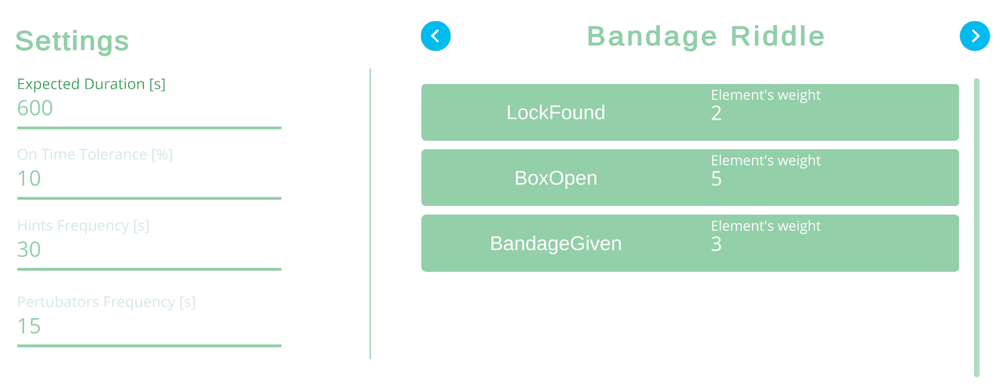 Settings
Expected Duration [s]
600
On Time Tolerance [%]
10
Hints Frequency [s]
30
Pertubators Frequency [s]
15
Bandage Riddle
LockFound
Element's weight
2
BoxOpen
Element's weight
5
BandageGiven
Element's weight
3